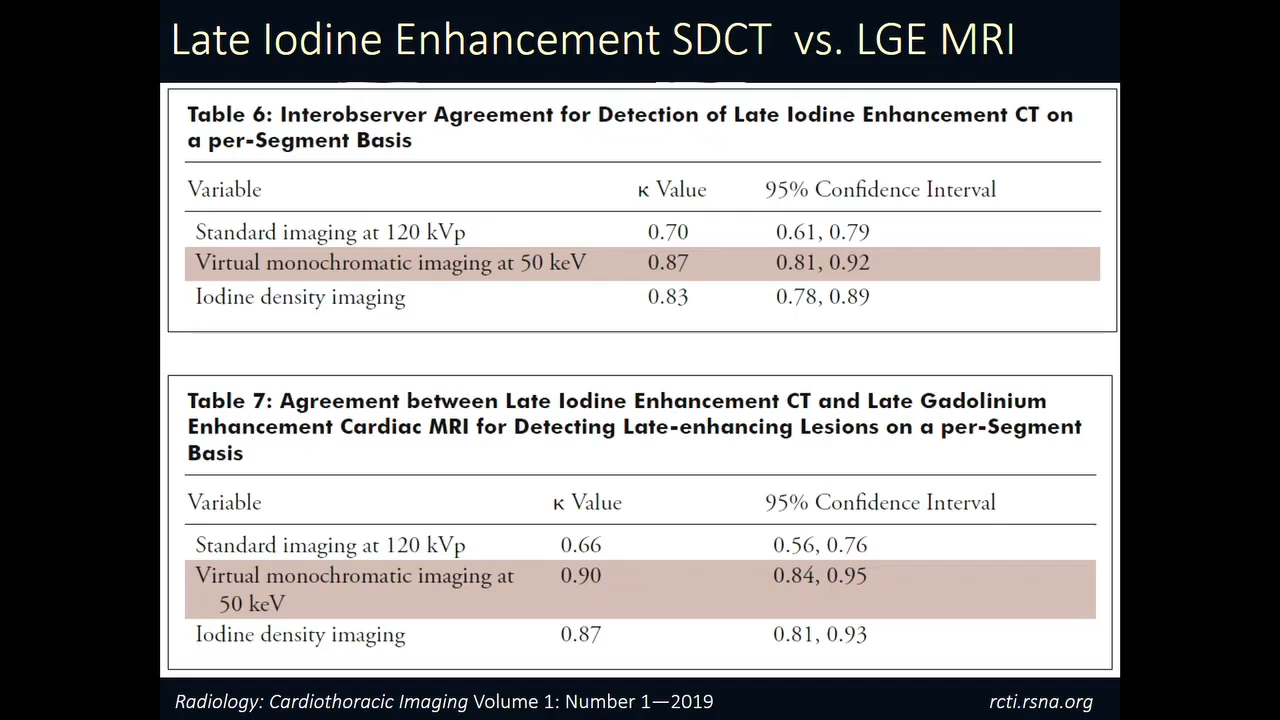 Late Iodine Enhancement SDCT vs. LGE MRI
Table 6: Interobserver Agreement for Detection of Late Iodine Enhancement CT on
a per-Segment Basis
Variable κ Value 95% Confidence Interval
Standard imaging at 120 kVp 0.70 0.61, 0.79
Virtual monochromatic imaging at 50 keV 0.87 0.81, 0.92
Iodine density imaging 0.83 0.78, 0.89
Table 7: Agreement between Late Iodine Enhancement CT and Late Gadolinium
Enhancement Cardiac MRI for Detecting Late-enhancing Lesions on a per-Segment
Basis
Variable κ Value 95% Confidence Interval
Standard imaging at 120 kVp 0.66 0.56, 0.76
Virtual monochromatic imaging at 0.90 0.84, 0.95
50 keV
Iodine density imaging 0.87 0.81, 0.93
Radiology: Cardiothoracic Imaging Volume 1: Number 1—2019 rcti.rsna.org